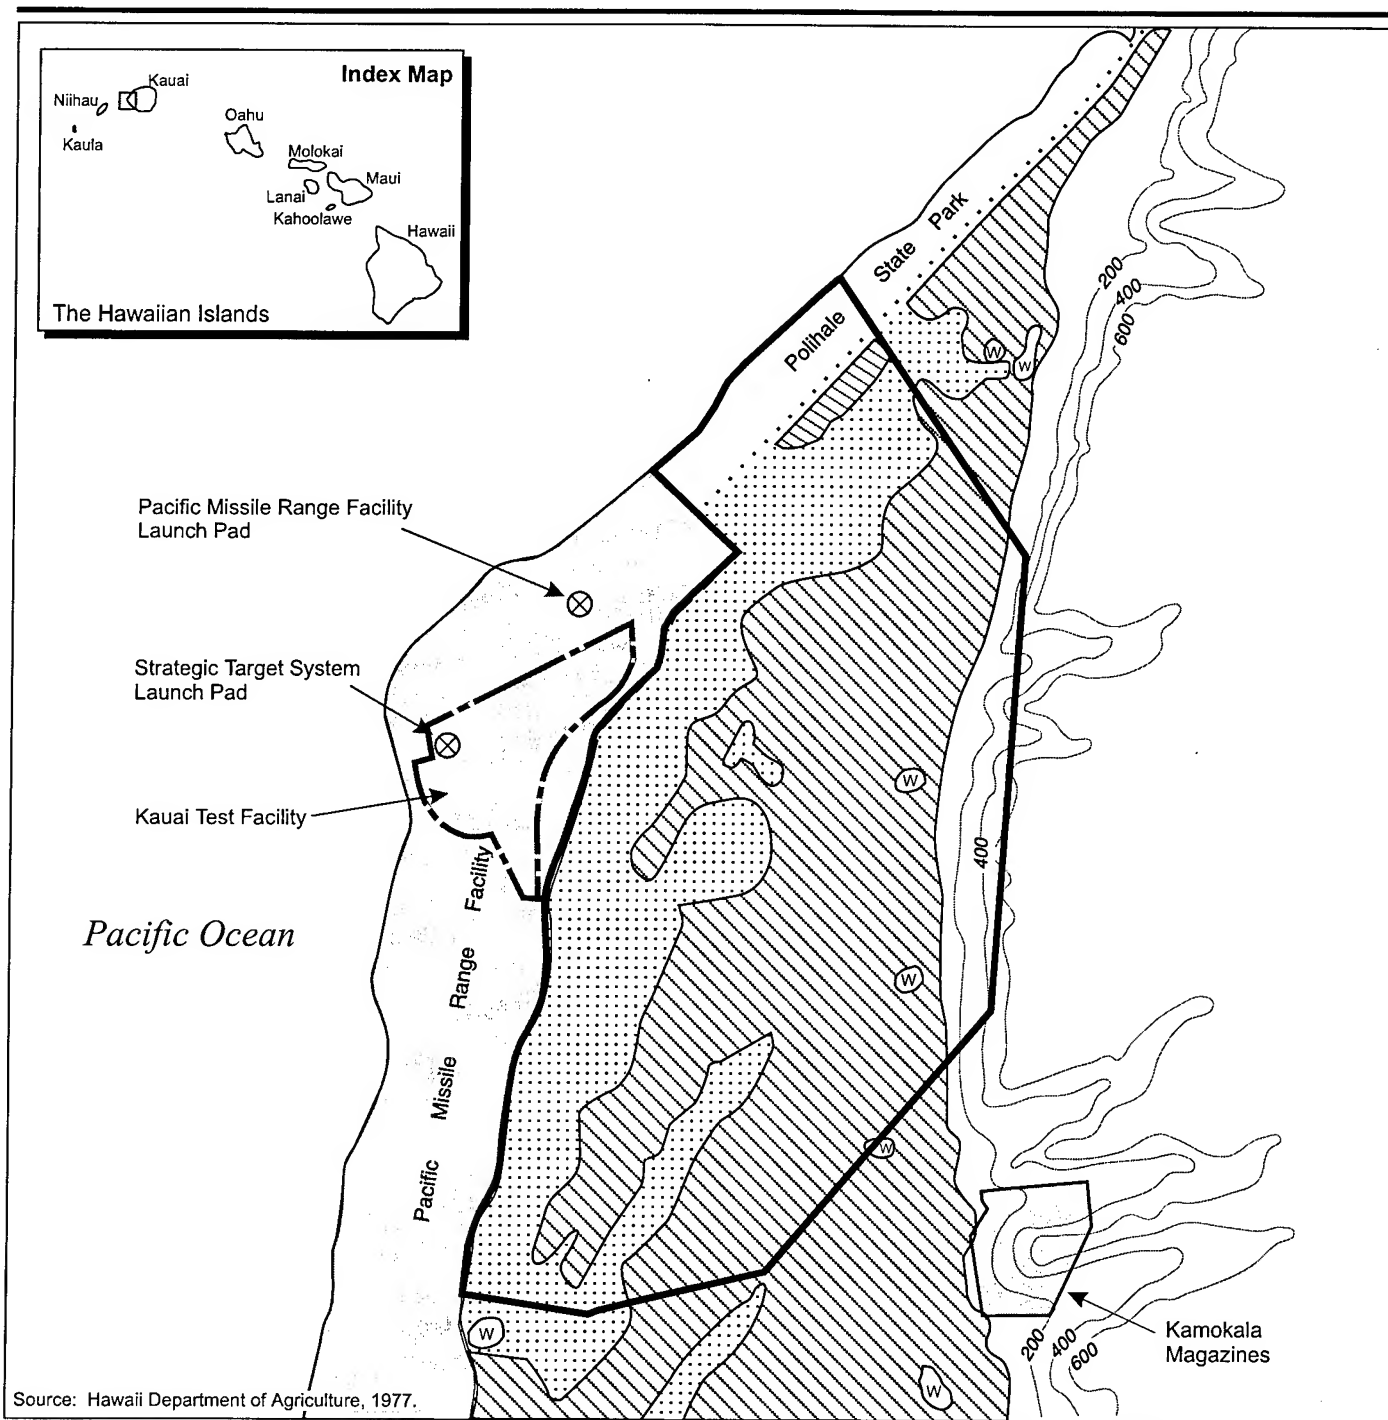 Index Map
Kauai
Niihau
Kaula
Oahu
Molokai
Maui
Lanai
Kahoolawe
Hawaii
The Hawaiian Islands
State Park
Polihale
200
400
600
W
W
Pacific Missile Range Facility
Launch Pad
Strategic Target System
Launch Pad
Kauai Test Facility
W
400
Pacific Ocean
Pacific Missile Range Facility
W
W
Kamokala
Magazines
200
400
600
W
W
Source: Hawaii Department of Agriculture, 1977.